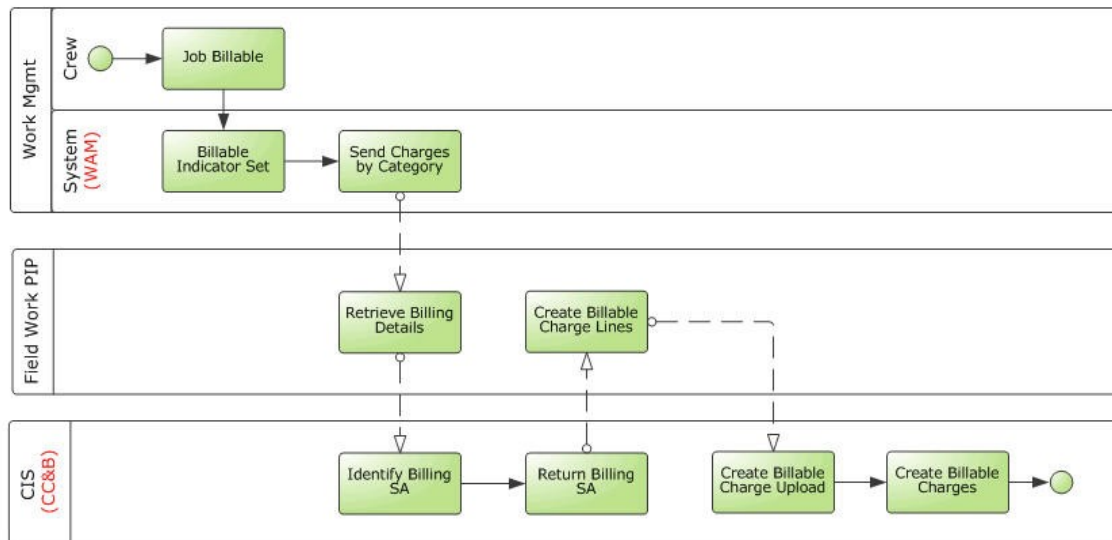 Work Mgmt
Crew
Job Billable
System
(WAM)
Billable
Indicator Set
Send Charges
by Category
Field Work PIP
Retrieve Billing
Details
Create Billable
Charge Lines
CIS
(CC&B)
Identify Billing
SA
Return Billing
SA
Create Billable
Charge Upload
Create Billable
Charges